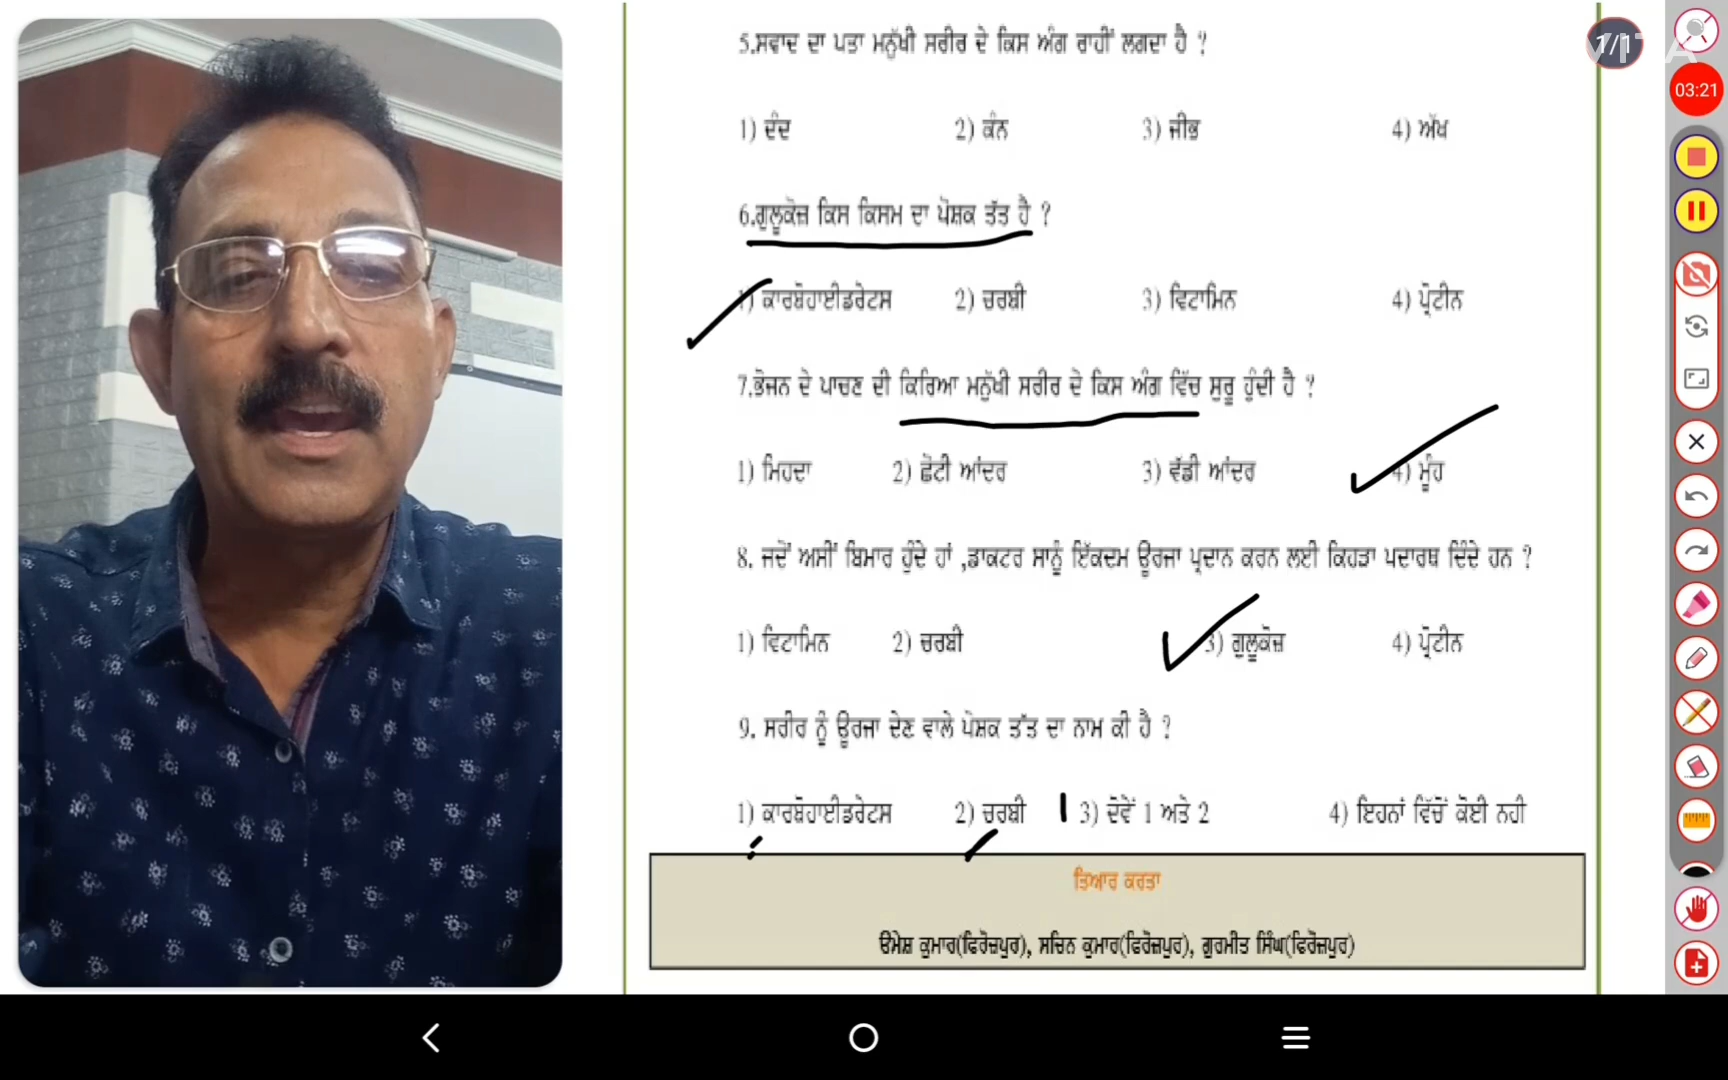 5.ਸਵਾਦ ਦਾ ਪਤਾ ਮਨੁੱਖੀ ਸਰੀਰ ਦੇ ਕਿਸ ਅੰਗ ਰਾਹੀਂ ਲਗਦਾ ਹੈ ?
1) ਦੰਦ 2) ਕੰਨ 3) ਜੀਭ 4) ਅੱਖ
6.ਗੁਲੂਕੋਜ਼ ਕਿਸ ਕਿਸਮ ਦਾ ਪੋਸ਼ਕ ਤੱਤ ਹੈ ?
1) ਕਾਰਬੋਹਾਈਡਰੇਟਸ 2) ਚਰਬੀ 3) ਵਿਟਾਮਿਨ 4) ਪ੍ਰੋਟੀਨ
7.ਭੋਜਨ ਦੇ ਪਾਚਣ ਦੀ ਕਿਰਿਆ ਮਨੁੱਖੀ ਸਰੀਰ ਦੇ ਕਿਸ ਅੰਗ ਵਿੱਚ ਸੁਰੂ ਹੁੰਦੀ ਹੈ ?
1) ਮਿਹਦਾ 2) ਛੋਟੀ ਆਂਦਰ 3) ਵੱਡੀ ਆਂਦਰ 4) ਮੂੰਹ
8. ਜਦੋਂ ਅਸੀਂ ਬਿਮਾਰ ਹੁੰਦੇ ਹਾਂ ,ਡਾਕਟਰ ਸਾਨੂੰ ਇੱਕਦਮ ਊਰਜਾ ਪ੍ਰਦਾਨ ਕਰਨ ਲਈ ਕਿਹੜਾ ਪਦਾਰਥ ਦਿੰਦੇ ਹਨ ?
1) ਵਿਟਾਮਿਨ 2) ਚਰਬੀ 3) ਗੁਲੂਕੋਜ਼ 4) ਪ੍ਰੋਟੀਨ
9. ਸਰੀਰ ਨੂੰ ਊਰਜਾ ਦੇਣ ਵਾਲੇ ਪੋਸ਼ਕ ਤੱਤ ਦਾ ਨਾਮ ਕੀ ਹੈ ?
1) ਕਾਰਬੋਹਾਈਡਰੇਟਸ 2) ਚਰਬੀ 3) ਦੋਵੇਂ 1 ਅਤੇ 2 4) ਇਹਨਾਂ ਵਿੱਚੋਂ ਕੋਈ ਨਹੀ
ਤਿਆਰ ਕਰਤਾ
ਓਮੇਸ਼ ਕੁਮਾਰ(ਫਿਰੋਜ਼ਪੁਰ), ਸਚਿਨ ਕੁਮਾਰ(ਫਿਰੋਜ਼ਪੁਰ), ਗੁਰਮੀਤ ਸਿੰਘ(ਫਿਰੋਜ਼ਪੁਰ)
1/1
03:21